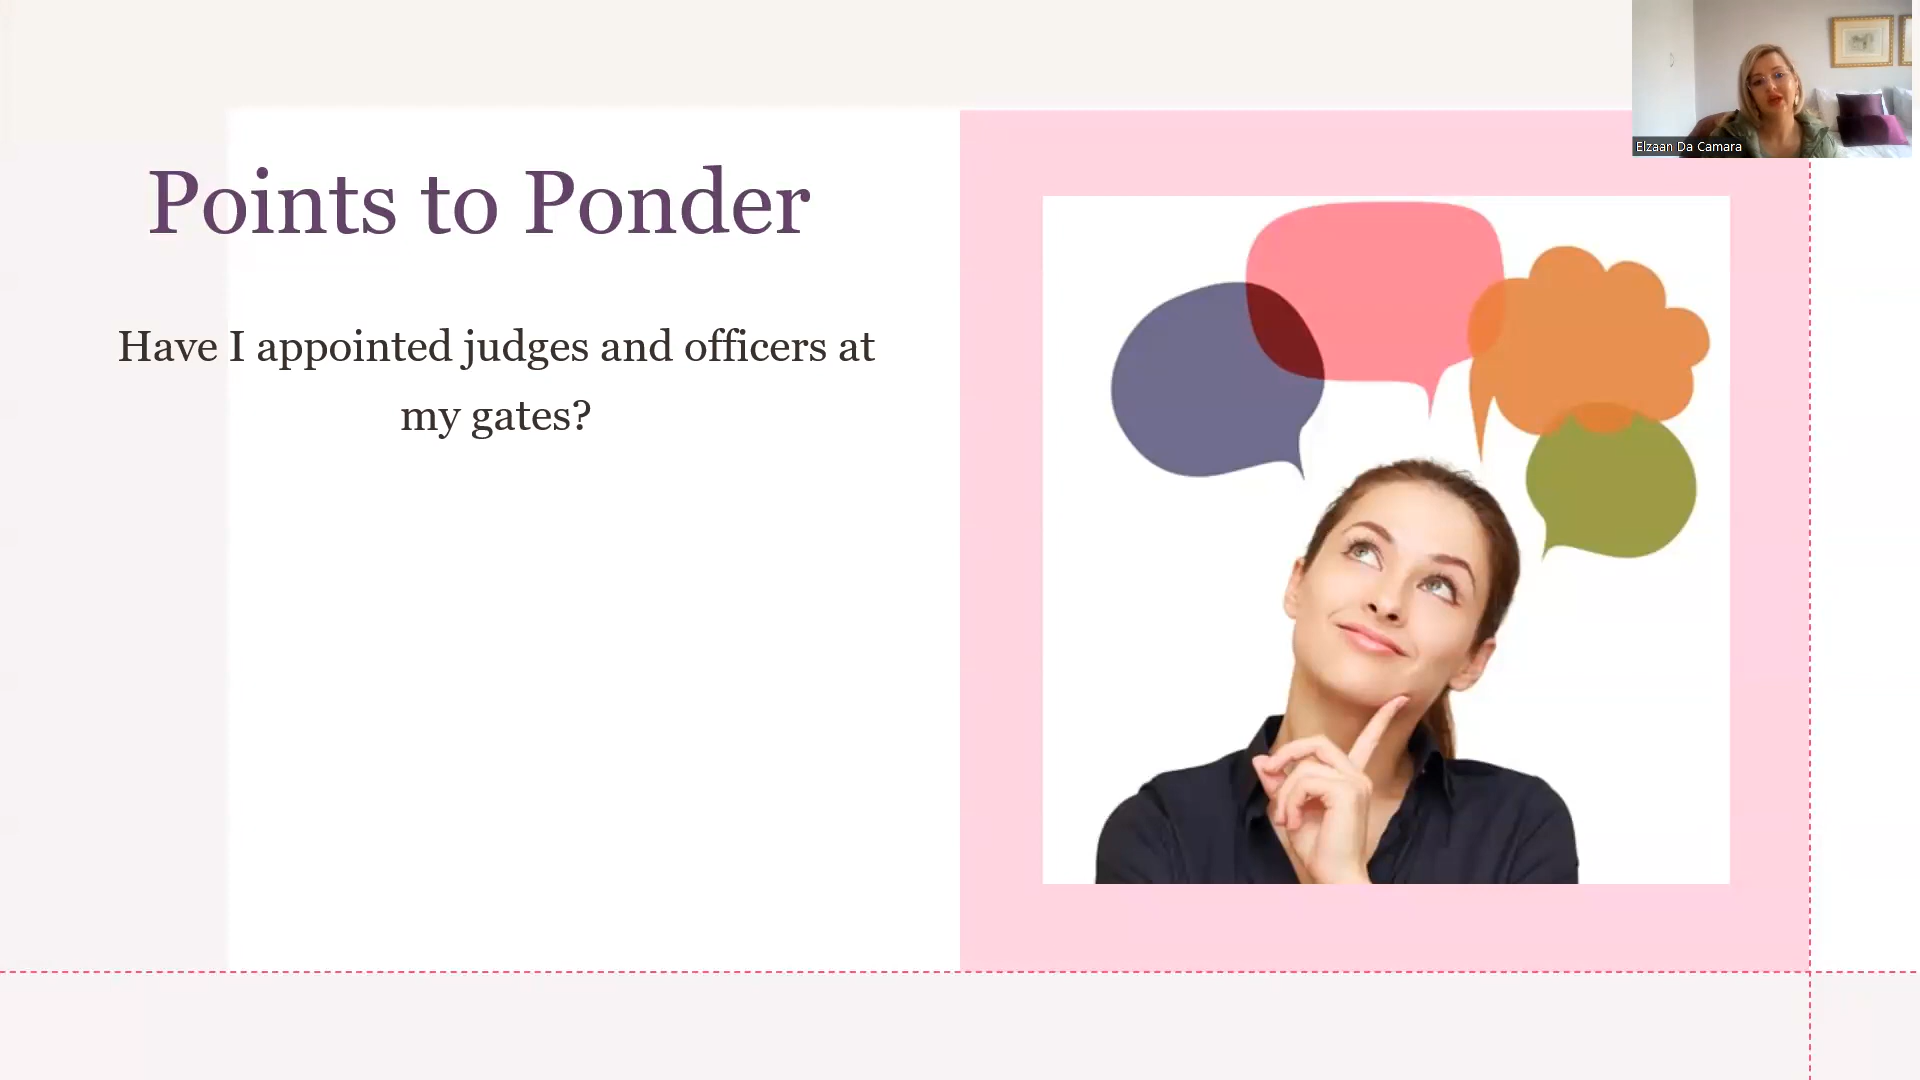 Points to Ponder
Have I appointed judges and officers at
my gates?
Elzaan Da Camara